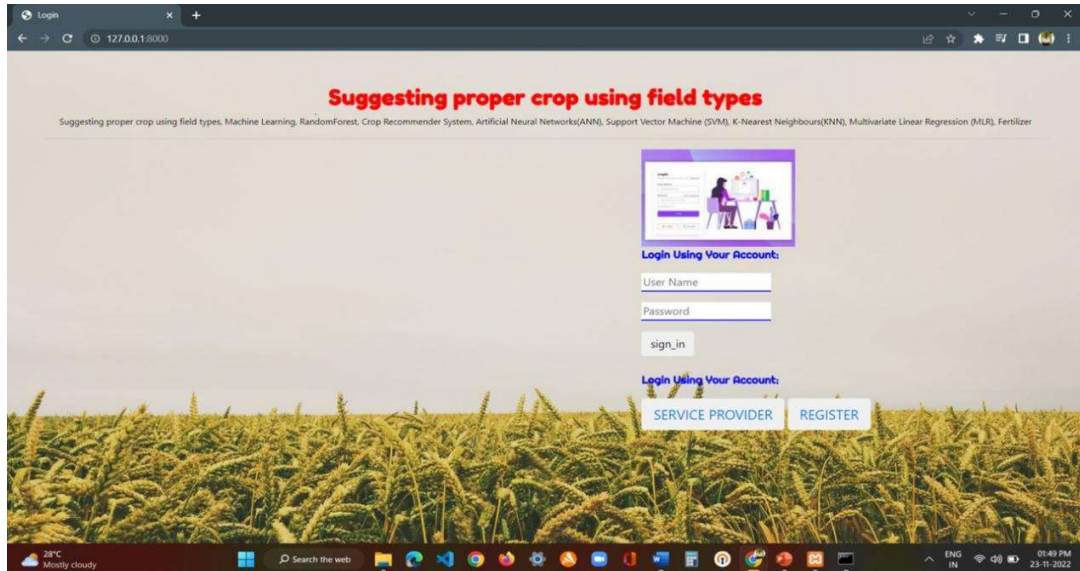 Login
127.0.0.1:8000
Suggesting proper crop using field types
Suggesting proper crop using field types, Machine Learning, RandomForest, Crop Recommender System, Artificial Neural Networks(ANN), Support Vector Machine (SVM), K-Nearest Neighbours(KNN), Multivariate Linear Regression (MLR), Fertilizer
Login
Login Using Your Account:
User Name
Password
sign_in
Login Using Your Account:
SERVICE PROVIDER REGISTER
28°C
Mostly cloudy
Search the web
ENG
IN
01:49 PM
23-11-2022